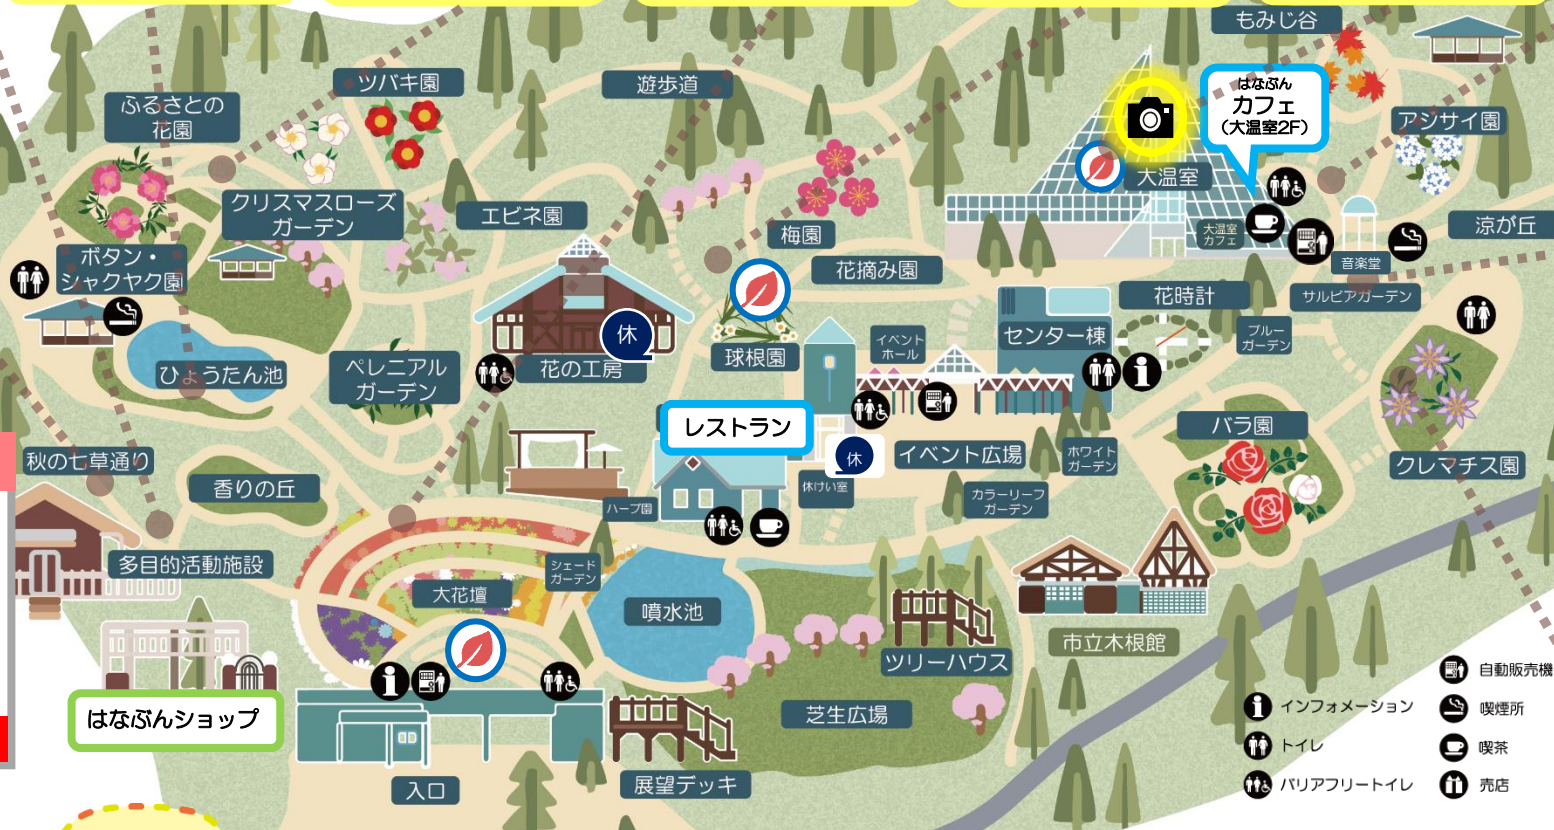 もみじ谷
ツバキ園
遊歩道
はなぶん
カフェ
(大温室2F)
ふるさとの
花園
アジサイ園
大温室
クリスマスローズ
ガーデン
エビネ園
梅園
大温室
カフェ
涼が丘
ボタン・
シャクヤク園
花摘み園
音楽堂
花時計
サルビアガーデン
休
センター棟
イベント
ホール
ブルー
ガーデン
球根園
ひょうたん池
ペレニアル
ガーデン
花の工房
レストラン
バラ園
秋の七草通り
イベント広場
休
ホワイト
ガーデン
クレマチス園
香りの丘
休けい室
カラーリーフ
ガーデン
ハーブ園
多目的活動施設
シェード
ガーデン
大花壇
噴水池
市立木根館
ツリーハウス
自動販売機
はなぶんショップ
芝生広場
インフォメーション
喫煙所
トイレ
喫茶
入口
展望デッキ
バリアフリートイレ
売店